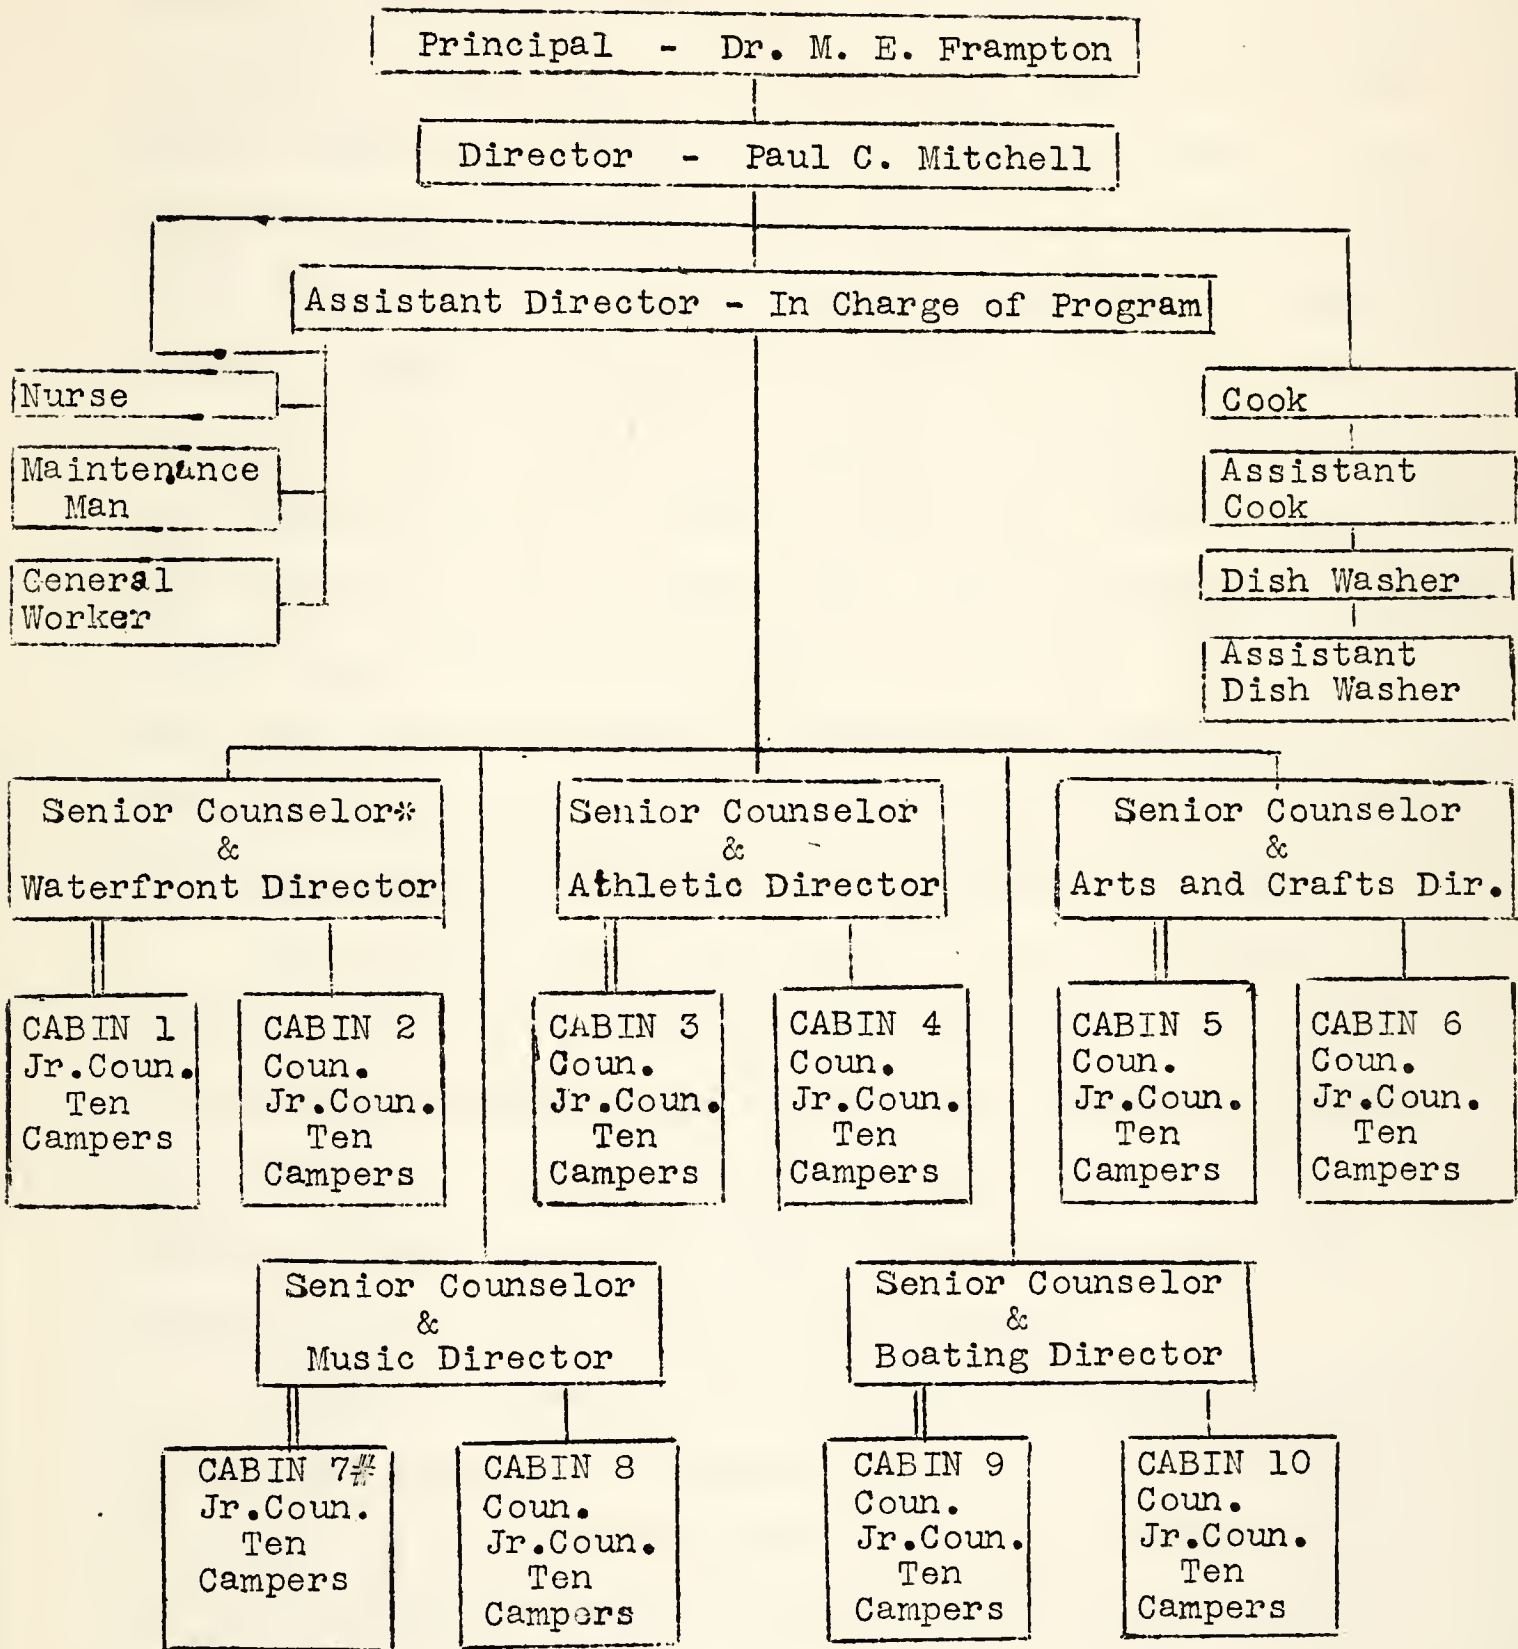 Principal - Dr. M. E. Frampton
Director - Paul C. Mitchell
Assistant Director - In Charge of Program
Nurse
Maintenance
Man
General
Worker
Cook
Assistant
Cook
Dish Washer
Assistant
Dish Washer
Senior Counselor*
&
Waterfront Director
Senior Counselor
&
Athletic Director
Senior Counselor
&
Arts and Crafts Dir.
CABIN 1
Jr.Coun.
Ten
Campers
CABIN 2
Coun.
Jr.Coun.
Ten
Campers
CABIN 3
Coun.
Jr.Coun.
Ten
Campers
CABIN 4
Coun.
Jr.Coun.
Ten
Campers
CABIN 5
Coun.
Jr.Coun.
Ten
Campers
CABIN 6
Coun.
Jr.Coun.
Ten
Campers
Senior Counselor
&
Music Director
Senior Counselor
&
Boating Director
CABIN 7#
Jr.Coun.
Ten
Campers
CABIN 8
Coun.
Jr.Coun.
Ten
Campers
CABIN 9
Coun.
Jr.Coun.
Ten
Campers
CABIN 10
Coun.
Jr.Coun.
Ten
Campers